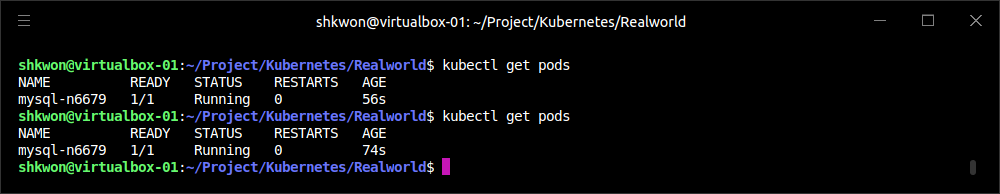 shkwon@virtualbox-01: ~/Project/Kubernetes/Realworld
shkwon@virtualbox-01:~/Project/Kubernetes/Realworld$ kubectl get pods
NAME          READY   STATUS    RESTARTS   AGE
mysql-n6679   1/1     Running   0          56s
shkwon@virtualbox-01:~/Project/Kubernetes/Realworld$ kubectl get pods
NAME          READY   STATUS    RESTARTS   AGE
mysql-n6679   1/1     Running   0          74s
shkwon@virtualbox-01:~/Project/Kubernetes/Realworld$